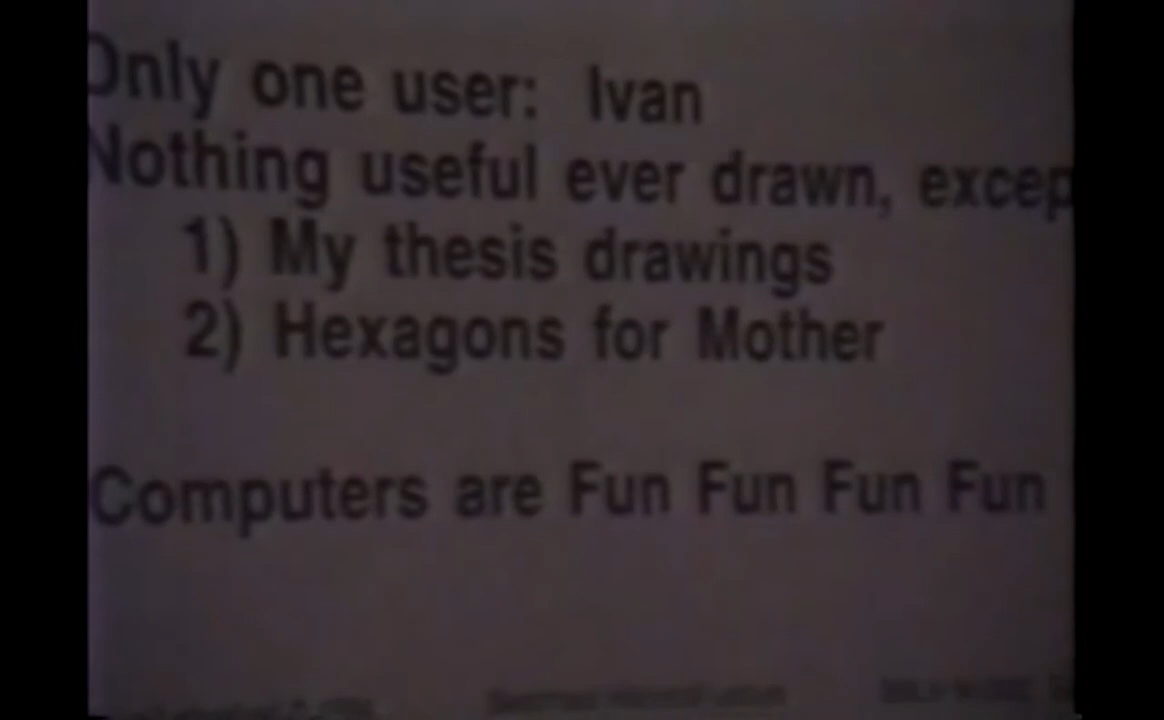 Only one user: Ivan
Nothing useful ever drawn, excep
1) My thesis drawings
2) Hexagons for Mother
Computers are Fun Fun Fun Fun